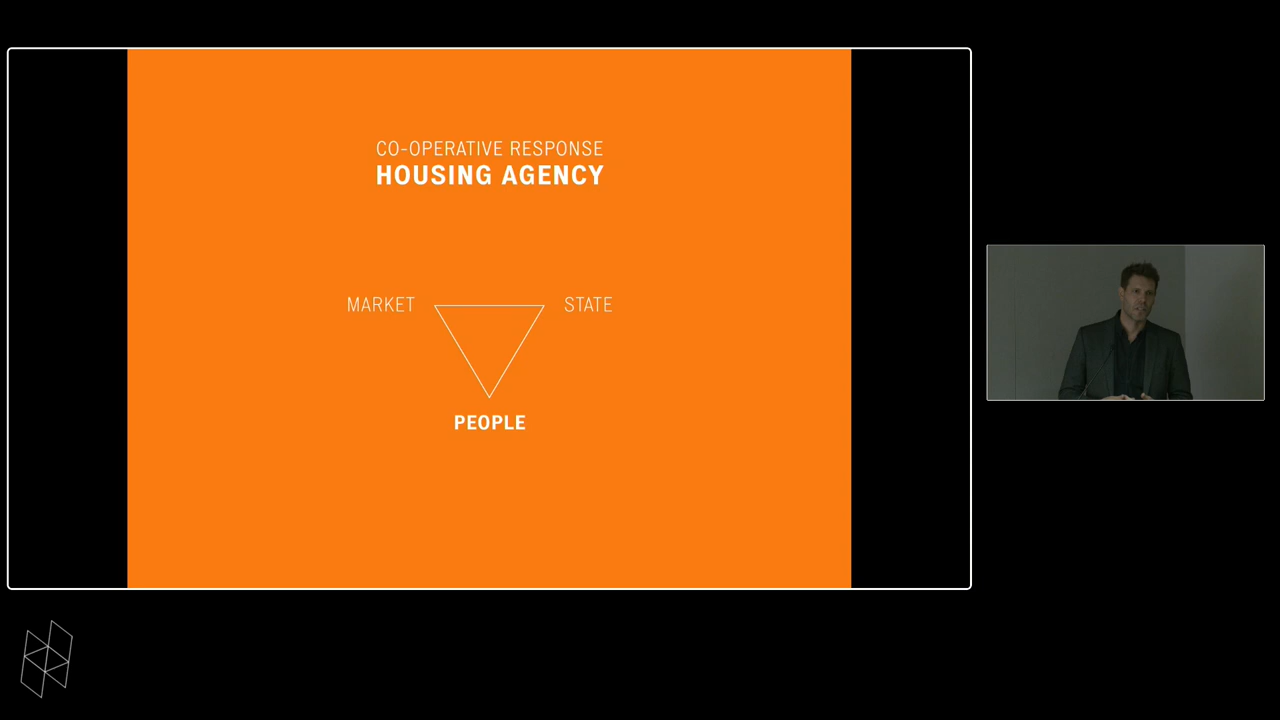 CO-OPERATIVE RESPONSE
HOUSING AGENCY
MARKET
STATE
PEOPLE